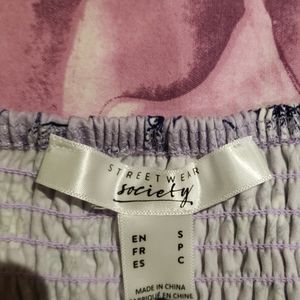 STREETWEAR
society
EN S
FR P
ES C
MADE IN CHINA
FABRIQUÉ EN CHINE